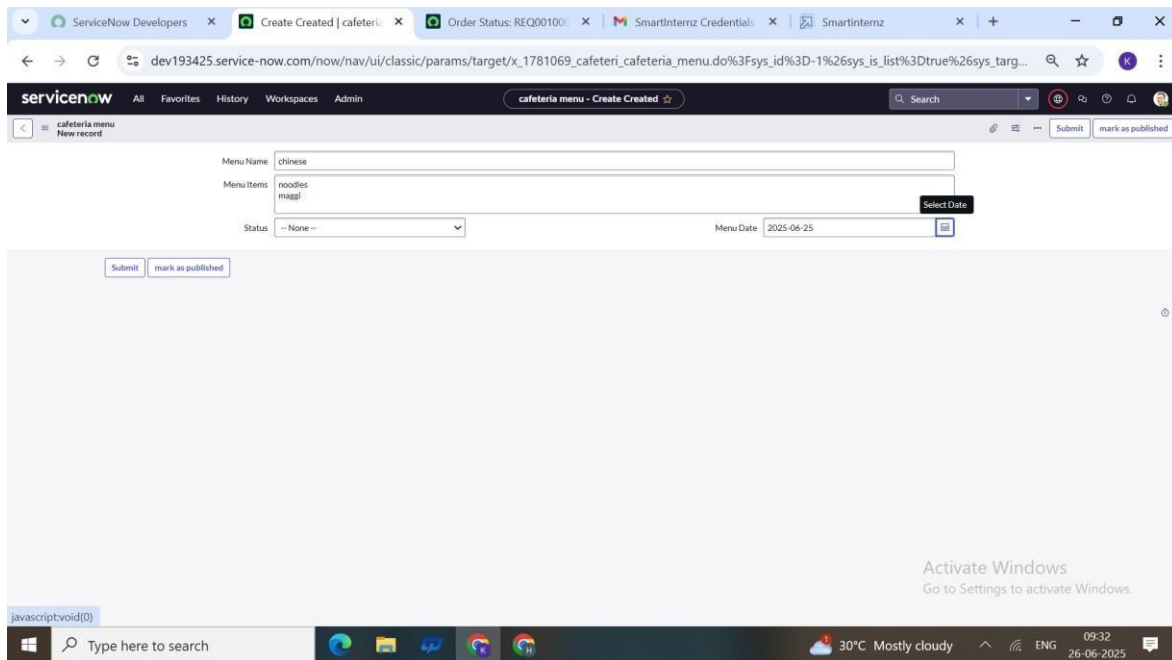 ServiceNow Developers
Create Created | cafeteria
Order Status: REQ001000
SmartInternz Credentials
Smartinternz
dev193425.service-now.com/now/nav/ui/classic/params/target/x_1781069_cafeteri_cafeteria_menu.do%3Fsys_id%3D-1%26sys_is_list%3Dtrue%26sys_targ...
K
servicenow All Favorites History Workspaces Admin cafeteria menu - Create Created Search
cafeteria menu
New record
Submit mark as published
Menu Name chinese
Menu Items noodles
maggi
Select Date
Status -- None -- Menu Date 2025-06-25
Submit mark as published
Activate Windows
Go to Settings to activate Windows.
javascript:void(0)
Type here to search
K
H
1
30°C Mostly cloudy
ENG
09:32
26-06-2025